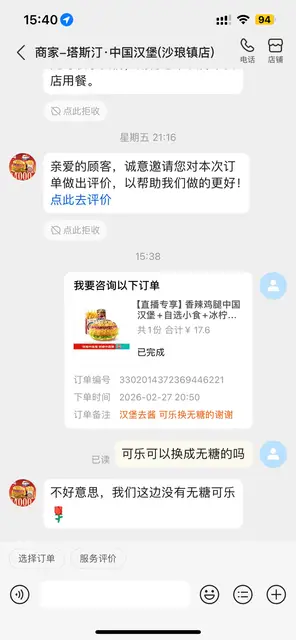 15:40
94
商家-塔斯汀·中国汉堡(沙琅镇店)
电话
店铺
店用餐。
点此拒收
星期五 21:16
亲爱的顾客，诚意邀请您对本次订
单做出评价，以帮助我们做的更好！
点此去评价
点此拒收
15:38
我要咨询以下订单
【直播专享】香辣鸡腿中国
汉堡+自选小食+冰柠...
共1份 合计￥17.6
已完成
订单编号 3302014372369446221
下单时间 2026-02-27 20:50
订单备注 汉堡去酱 可乐换无糖的谢谢
已读
可乐可以换成无糖的吗
不好意思，我们这边没有无糖可乐
🌹
选择订单
服务评价